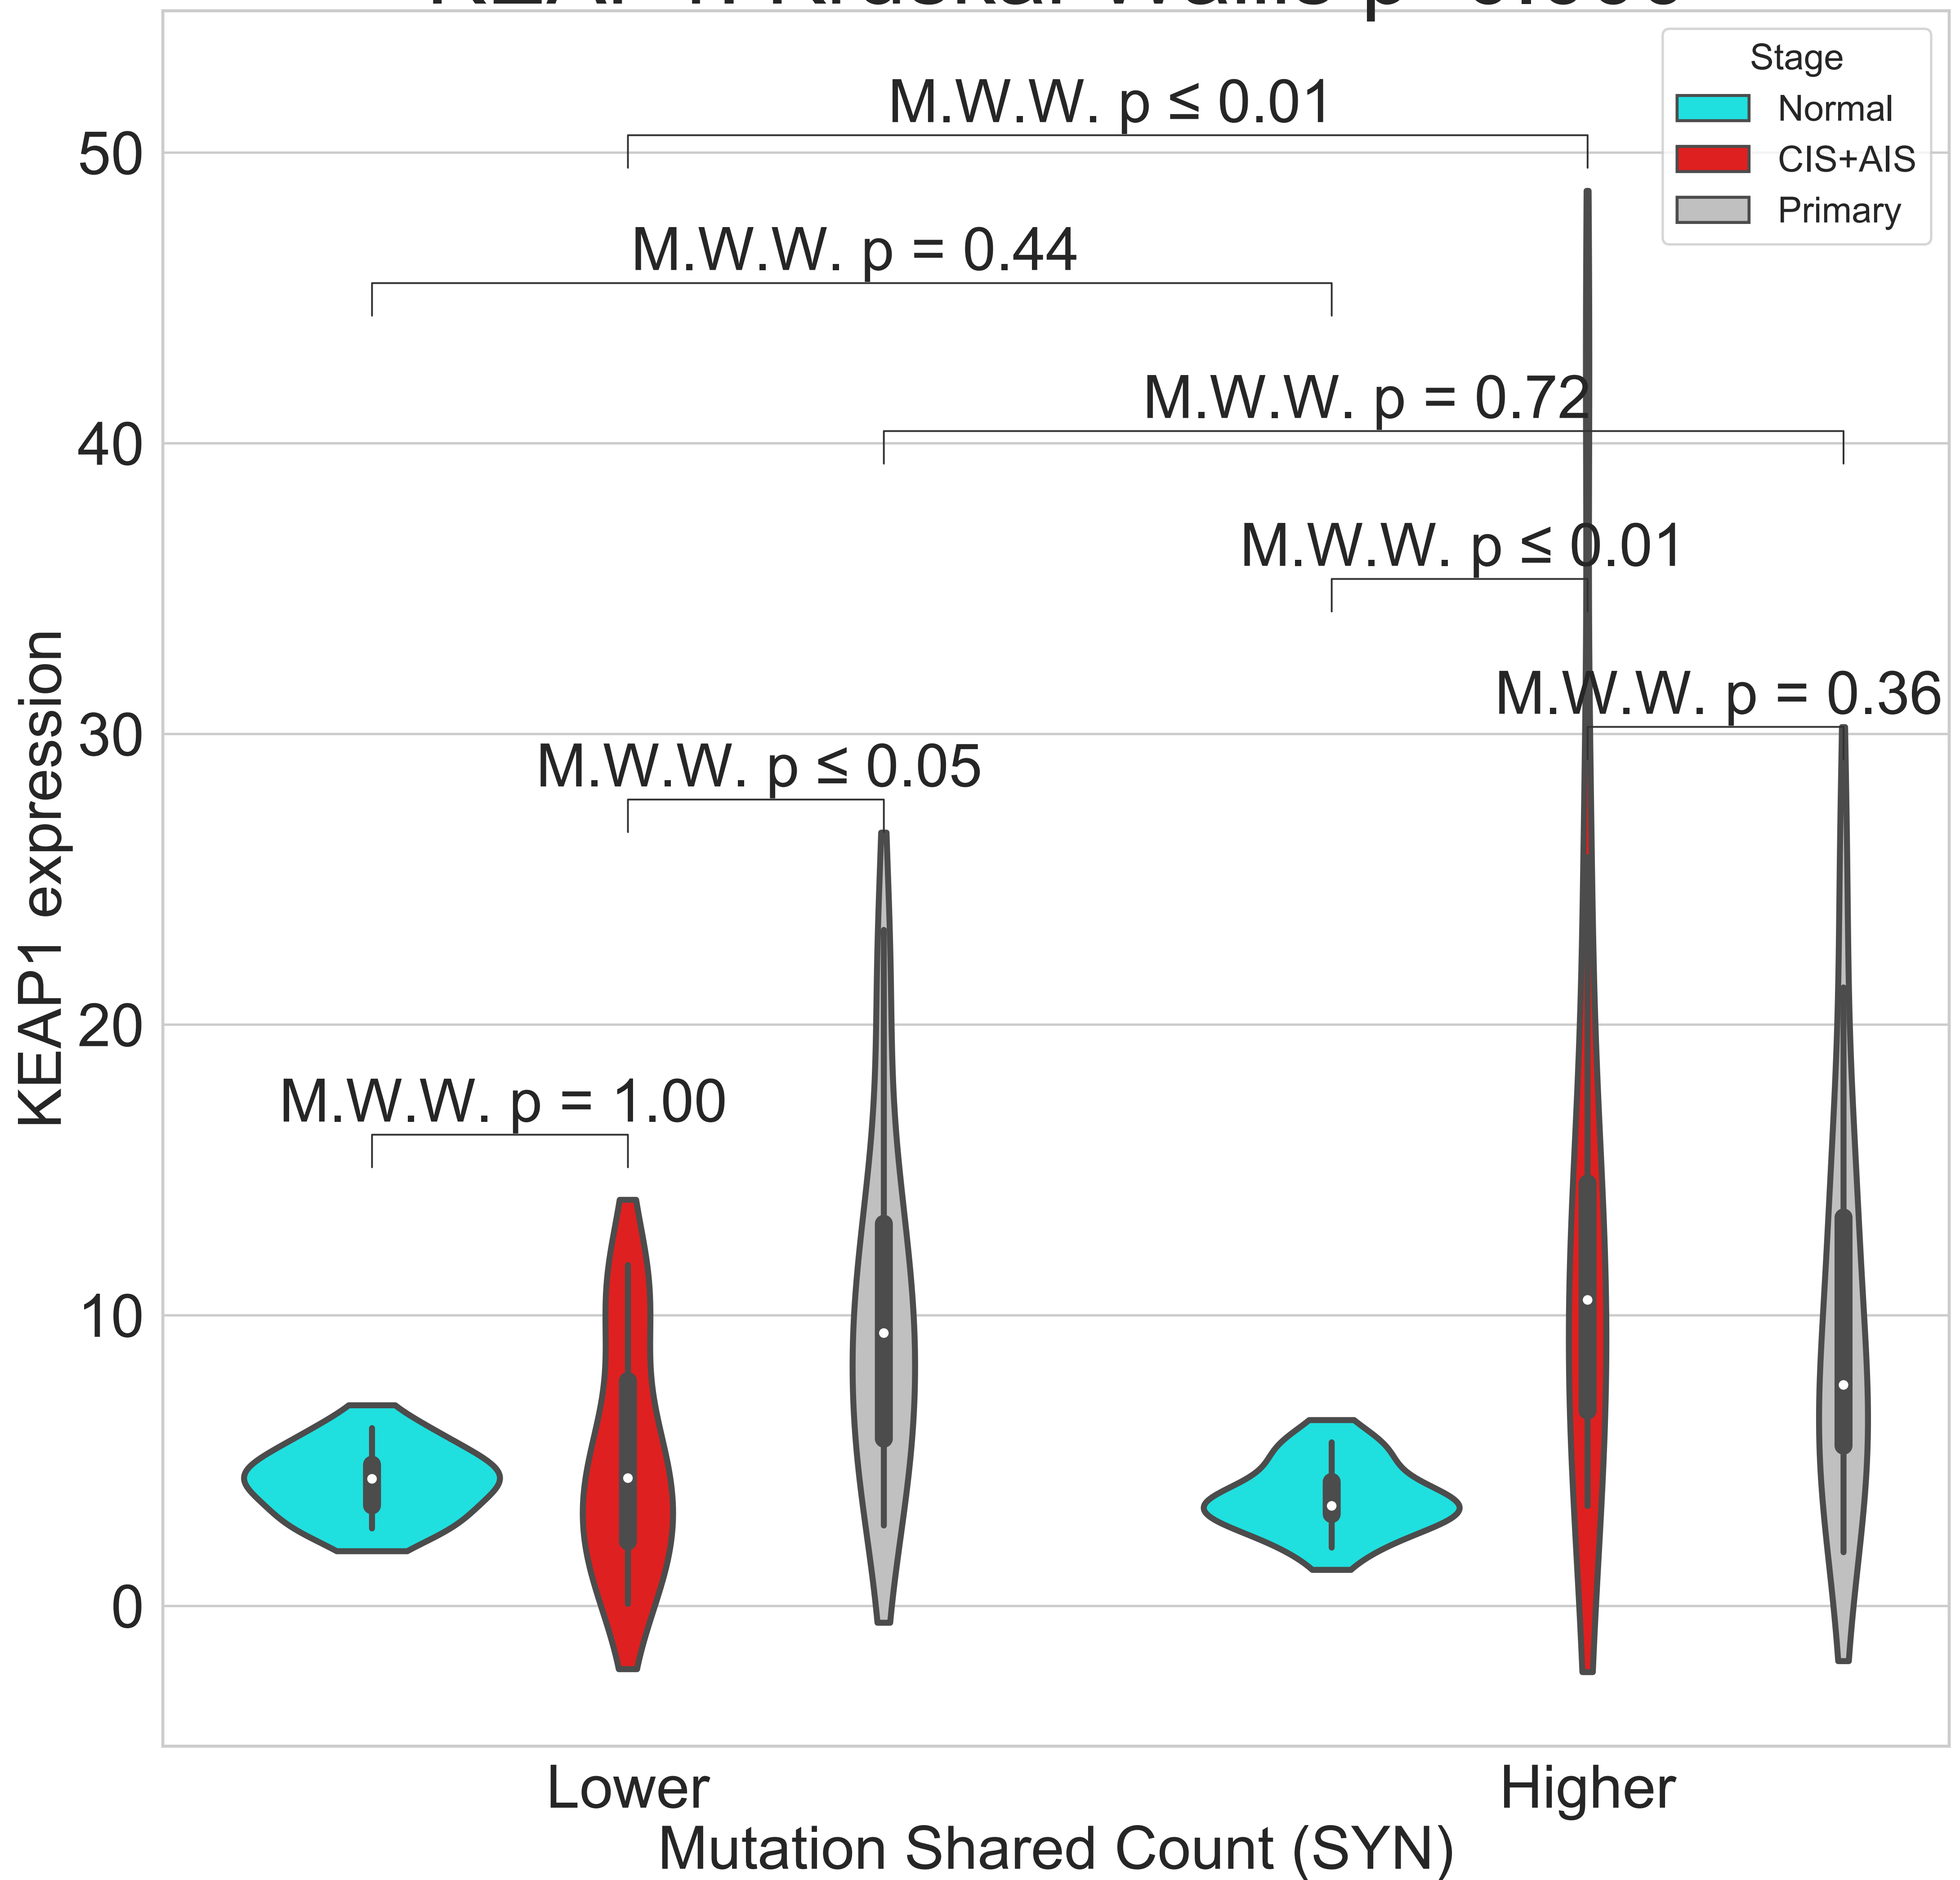 Stage
Normal
CIS+AIS
Primary
M.W.W. p ≤ 0.01
M.W.W. p = 0.44
M.W.W. p = 0.72
M.W.W. p ≤ 0.01
M.W.W. p = 0.36
M.W.W. p ≤ 0.05
M.W.W. p = 1.00
50
40
30
20
10
0
KEAP1 expression
Lower
Higher
Mutation Shared Count (SYN)